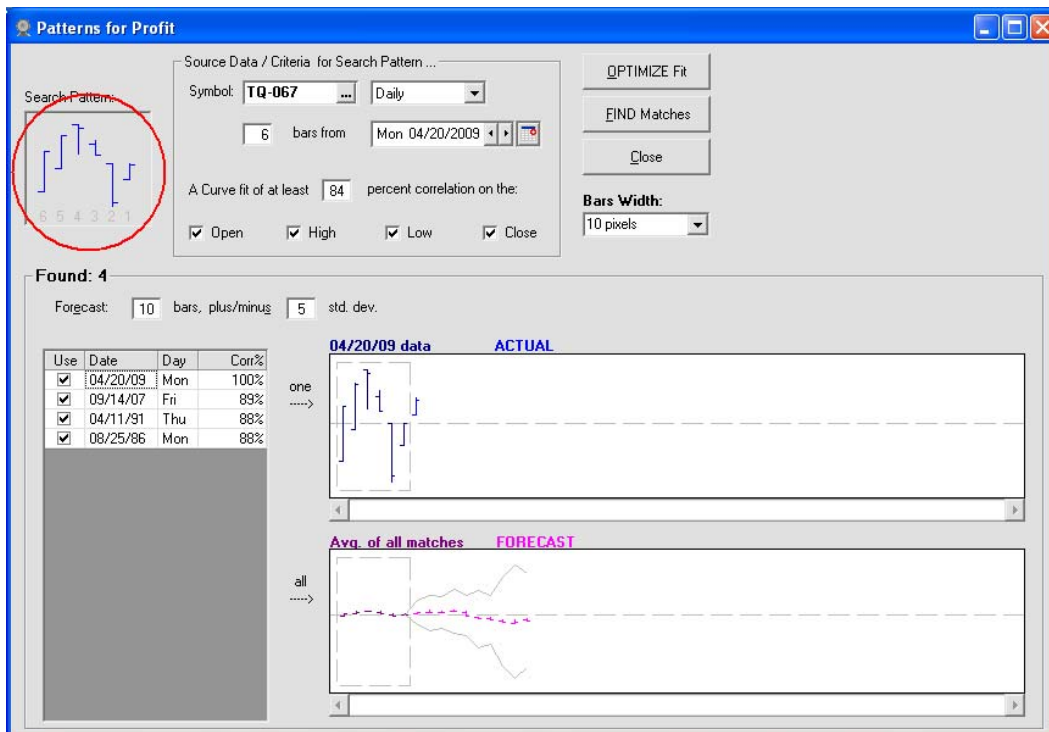 Patterns for Profit
Source Data / Criteria for Search Pattern ...
OPTIMIZE Fit
Symbol: TQ-067 ... Daily
Search Pattern:
FIND Matches
6 bars from Mon 04/20/2009
Close
A Curve fit of at least 84 percent correlation on the:
Bars Width:
6 5 4 3 2 1
10 pixels
Open High Low Close
Found: 4
Forecast: 10 bars, plus/minus 5 std. dev.
04/20/09 data ACTUAL
Use Date Day Corr%
04/20/09 Mon 100%
09/14/07 Fri 89%
04/11/91 Thu 88%
08/25/86 Mon 88%
one
---->
Avg. of all matches FORECAST
all
---->